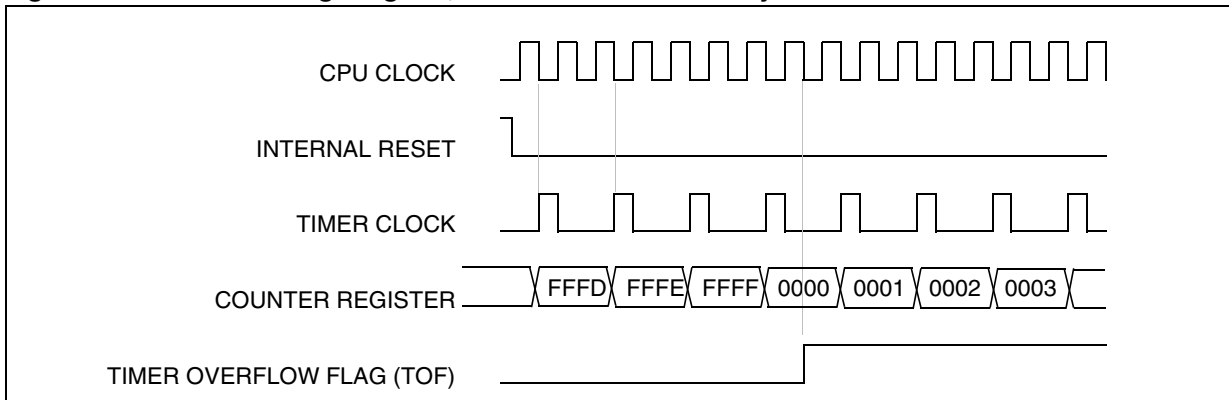 CPU CLOCK
INTERNAL RESET
TIMER CLOCK
COUNTER REGISTER
FFFD FFFE FFFF 0000 0001 0002 0003
TIMER OVERFLOW FLAG (TOF)